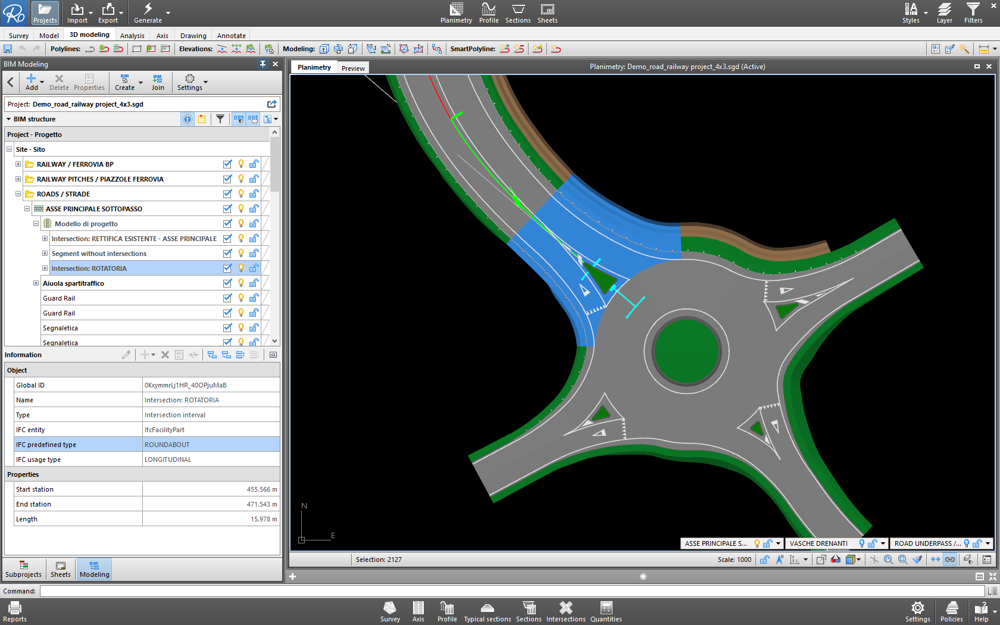 Ro
Projects
Import
Export
Generate
Planimetry
Profile
Sections
Sheets
Styles
Layer
Filters
Survey
Model
3D modeling
Analysis
Axis
Drawing
Annotate
Polylines:
Elevations:
Modeling:
SmartPolyline:
BIM Modeling
Add
Delete
Properties
BIM
Create
BIM
Join
Settings
Project: Demo_road_railway project_4x3.sgd
BIM structure
BIM
BIM
Project - Progetto
Site - Sito
RAILWAY / FERROVIA BP
RAILWAY PITCHES / PIAZZOLE FERROVIA
ROADS / STRADE
ASSE PRINCIPALE SOTTOPASSO
Modello di progetto
Intersection: RETTIFICA ESISTENTE - ASSE PRINCIPALE
Segment without intersections
Intersection: ROTATORIA
Aiuola spartitraffico
Guard Rail
Guard Rail
Segnaletica
Segnaletica
Information
Object
Global ID 0KxymmrLj1HR_40OPjuMaB
Name Intersection: ROTATORIA
Type Intersection interval
IFC entity IfcFacilityPart
IFC predefined type ROUNDABOUT
IFC usage type LONGITUDINAL
Properties
Start station 455.566 m
End station 471.543 m
Length 15.978 m
Subprojects
Sheets
BIM
Modeling
Planimetry
Preview
Planimetry: Demo_road_railway project_4x3.sgd (Active)
N
E
ASSE PRINCIPALE S...
VASCHE DRENANTI
ROAD UNDERPASS /...
Selection: 2127
Scale: 1000
Command:
Reports
Survey
Axis
Profile
Typical sections
Sections
Intersections
Quantities
Settings
Policies
Help